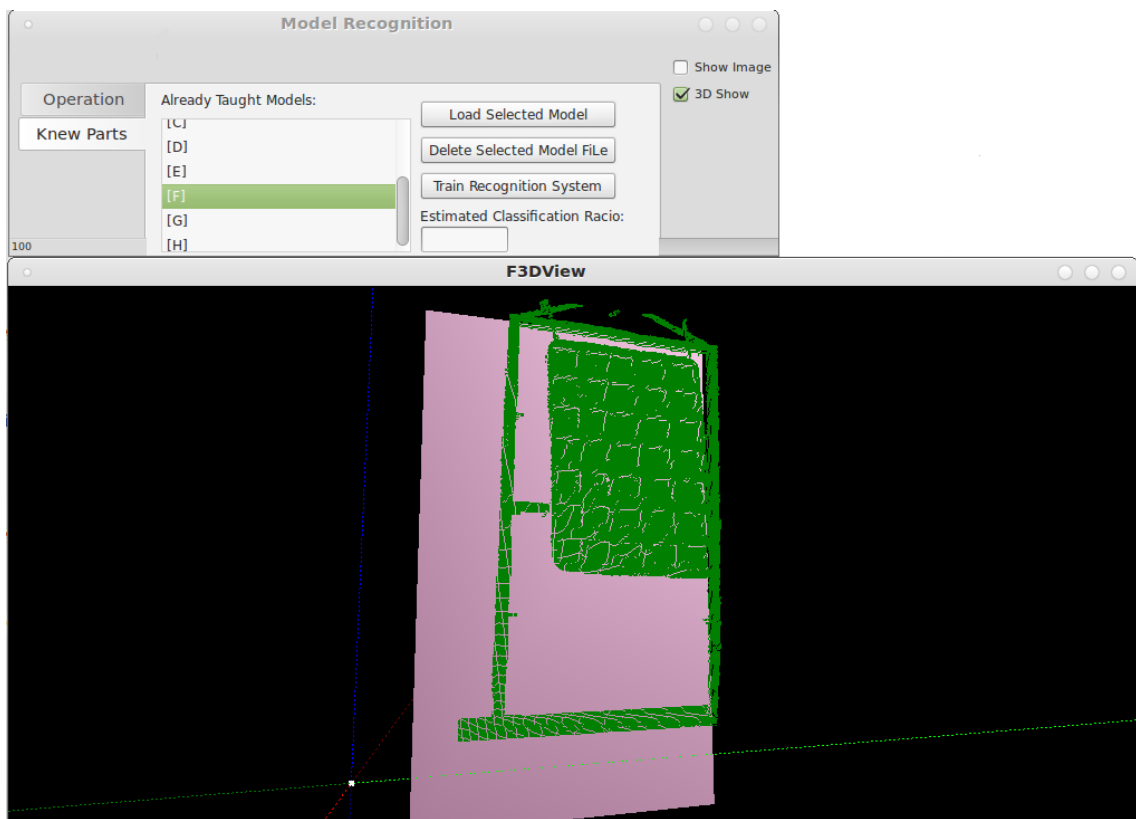 Model Recognition
Show Image
3D Show
Operation
Knew Parts
Already Taught Models:
[C]
[D]
[E]
[F]
[G]
[H]
Load Selected Model
Delete Selected Model FiLe
Train Recognition System
Estimated Classification Racio:
100
F3DView